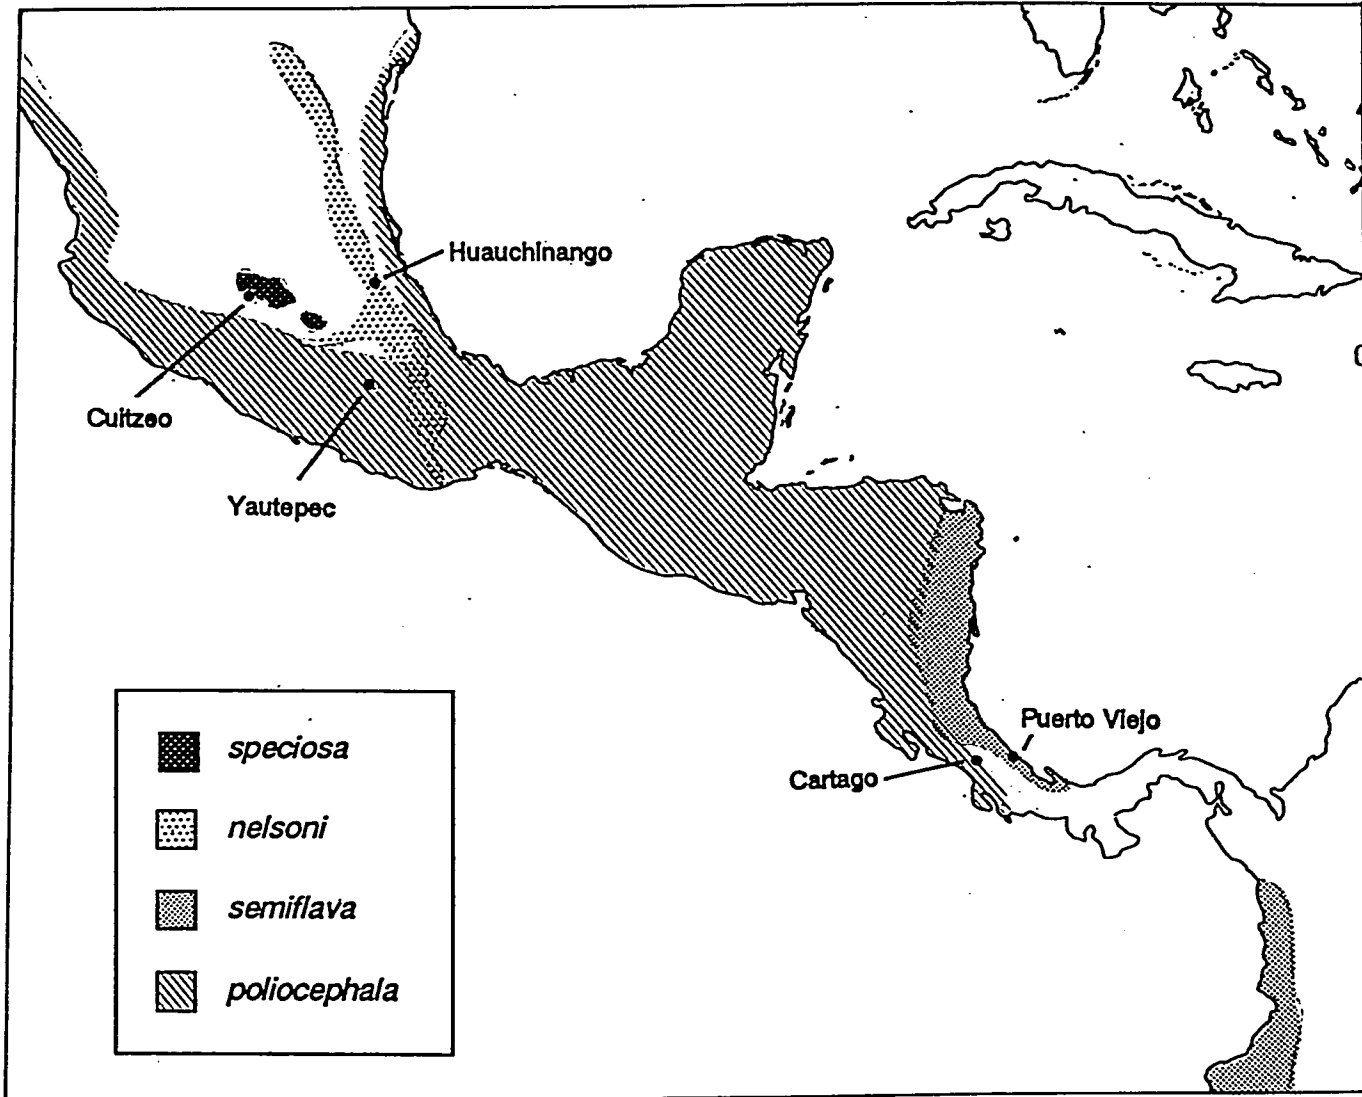 Huauchinango
Cuitzeo
Yautepec
Puerto Viejo
Cartago
speciosa
nelsoni
semiflava
poliocephala